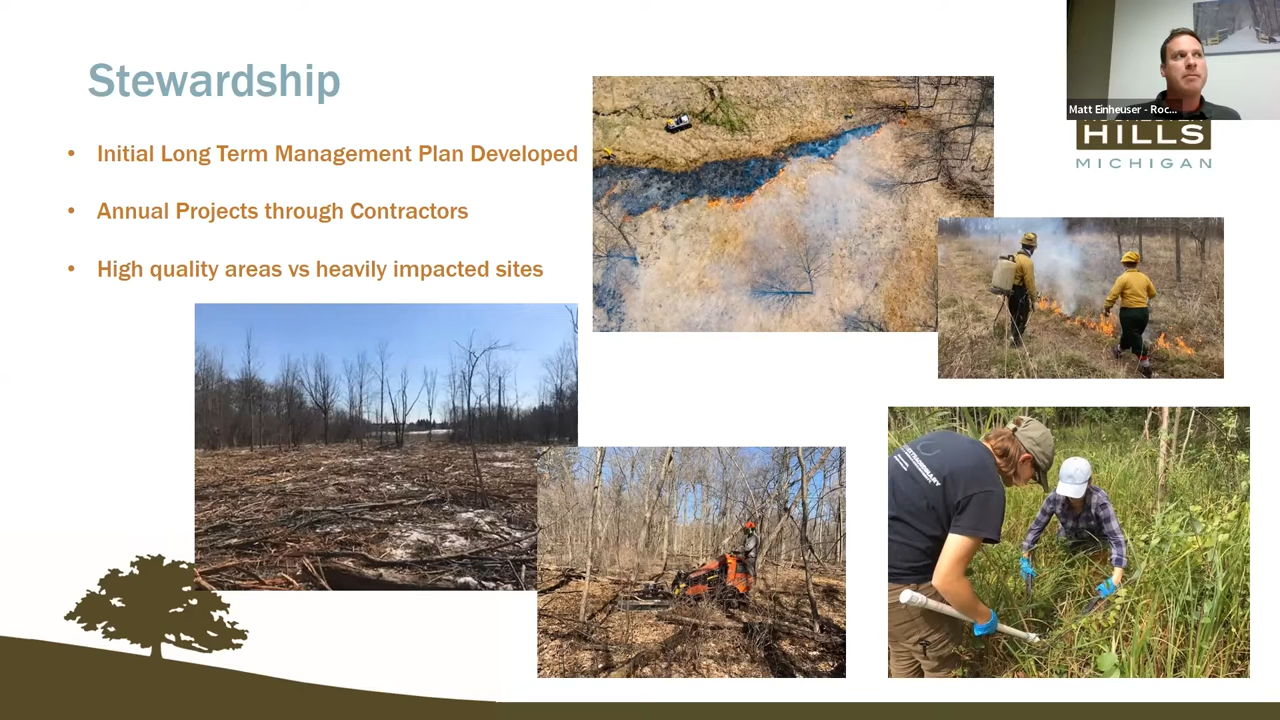 Stewardship
• Initial Long Term Management Plan Developed
• Annual Projects through Contractors
• High quality areas vs heavily impacted sites
Matt Einheuser - Roc...
HILLS
MICHIGAN